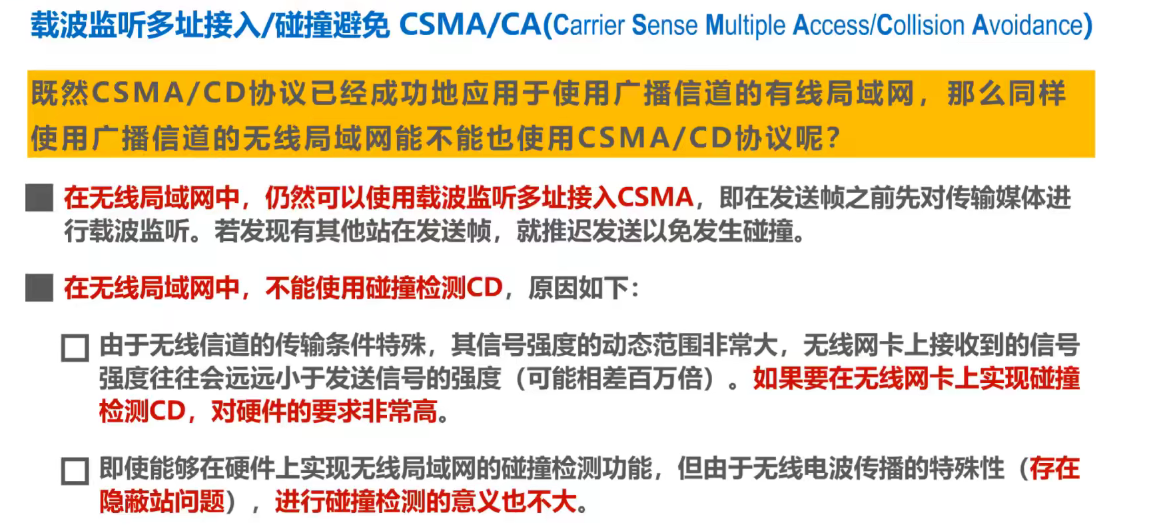 载波监听多址接入/碰撞避免 CSMA/CA(Carrier Sense Multiple Access/Collision Avoidance)
既然CSMA/CD协议已经成功地应用于使用广播信道的有线局域网，那么同样
使用广播信道的无线局域网能不能也使用CSMA/CD协议呢？
在无线局域网中，仍然可以使用载波监听多址接入CSMA，即在发送帧之前先对传输媒体进
行载波监听。若发现有其他站在发送帧，就推迟发送以免发生碰撞。
在无线局域网中，不能使用碰撞检测CD，原因如下：
由于无线信道的传输条件特殊，其信号强度的动态范围非常大，无线网卡上接收到的信号
强度往往会远远小于发送信号的强度（可能相差百万倍）。如果要在无线网卡上实现碰撞
检测CD，对硬件的要求非常高。
即使能够在硬件上实现无线局域网的碰撞检测功能，但由于无线电波传播的特殊性（存在
隐蔽站问题），进行碰撞检测的意义也不大。